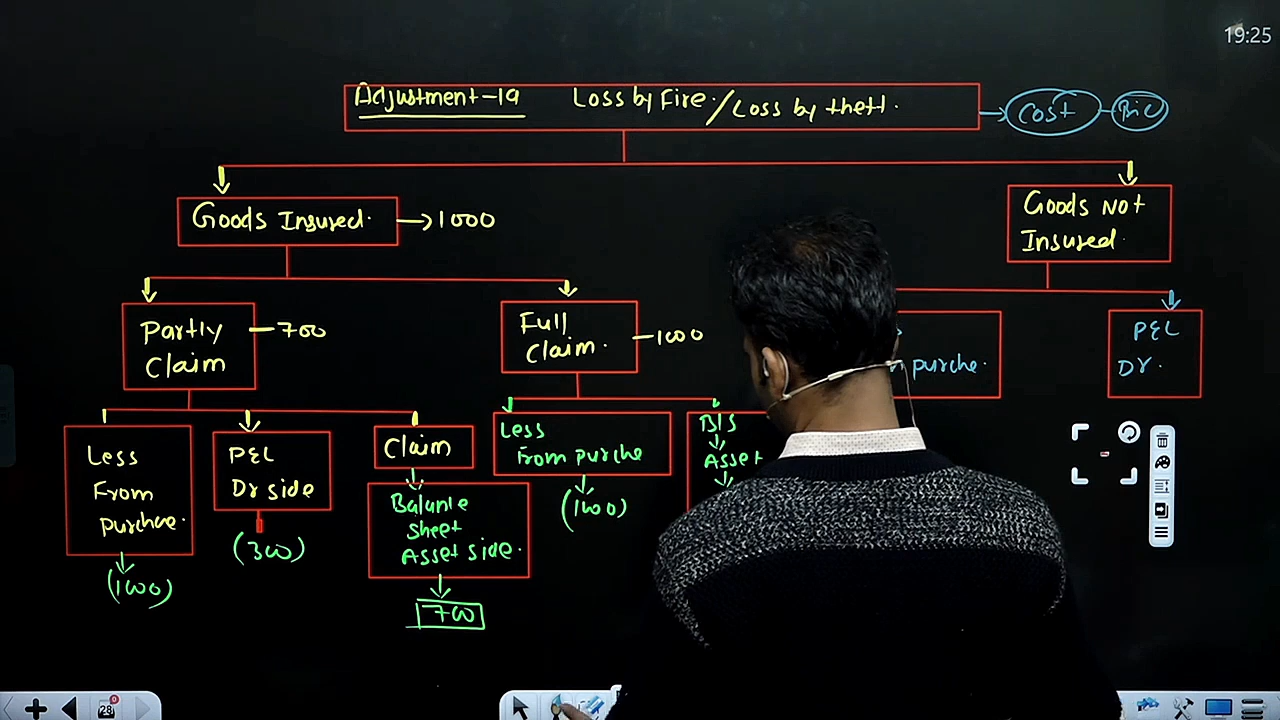 19:25
Adjustment-19 Loss by Fire. / Loss by theft.
Cost
Goods Insured. 1000
Goods Not
Insured.
Partly
Claim
700
Full
Claim.
1000
purche.
P&L
Dr.
Less
From
purchase.
(1000)
P&L
Dr side
(300)
Claim
Balance
Sheet
Asset side.
700
Less
From purche
(1000)
B/S
Asset
28